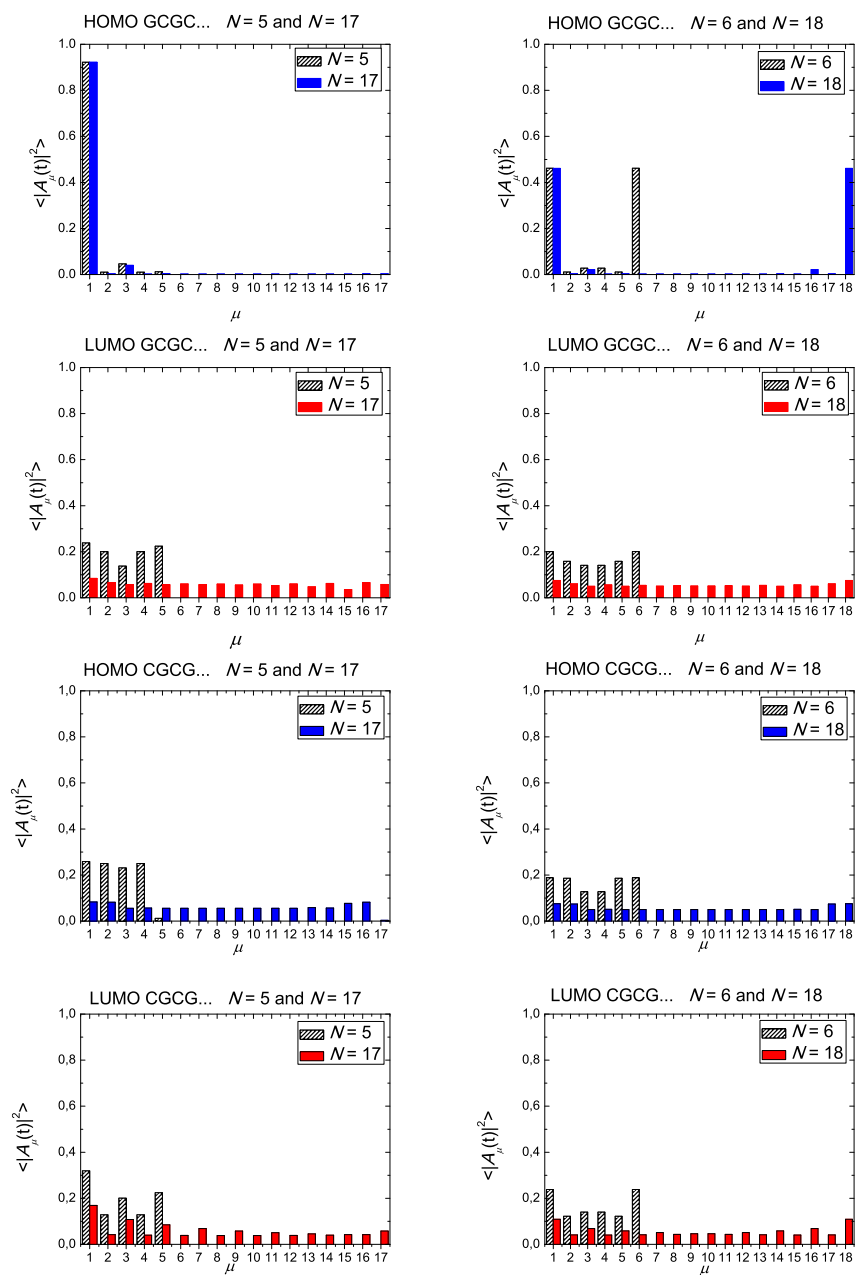 HOMO GCGC... N = 5 and N = 17
1.0
0.8
0.6
0.4
0.2
0.0
<|A_μ(t)|²>
N = 5
N = 17
1 2 3 4 5 6 7 8 9 10 11 12 13 14 15 16 17
μ
HOMO GCGC... N = 6 and N = 18
1.0
0.8
0.6
0.4
0.2
0.0
<|A_μ(t)|²>
N = 6
N = 18
1 2 3 4 5 6 7 8 9 10 11 12 13 14 15 16 17 18
μ
LUMO GCGC... N = 5 and N = 17
1.0
0.8
0.6
0.4
0.2
0.0
<|A_μ(t)|²>
N = 5
N = 17
1 2 3 4 5 6 7 8 9 10 11 12 13 14 15 16 17
μ
LUMO GCGC... N = 6 and N = 18
1.0
0.8
0.6
0.4
0.2
0.0
<|A_μ(t)|²>
N = 6
N = 18
1 2 3 4 5 6 7 8 9 10 11 12 13 14 15 16 17 18
μ
HOMO CGCG... N = 5 and N = 17
1,0
0,8
0,6
0,4
0,2
0,0
<|A_μ(t)|²>
N = 5
N = 17
1 2 3 4 5 6 7 8 9 10 11 12 13 14 15 16 17
μ
HOMO CGCG... N = 6 and N = 18
1,0
0,8
0,6
0,4
0,2
0,0
<|A_μ(t)|²>
N = 6
N = 18
1 2 3 4 5 6 7 8 9 10 11 12 13 14 15 16 17 18
μ
LUMO CGCG... N = 5 and N = 17
1,0
0,8
0,6
0,4
0,2
0,0
<|A_μ(t)|²>
N = 5
N = 17
1 2 3 4 5 6 7 8 9 10 11 12 13 14 15 16 17
μ
LUMO CGCG... N = 6 and N = 18
1,0
0,8
0,6
0,4
0,2
0,0
<|A_μ(t)|²>
N = 6
N = 18
1 2 3 4 5 6 7 8 9 10 11 12 13 14 15 16 17 18
μ